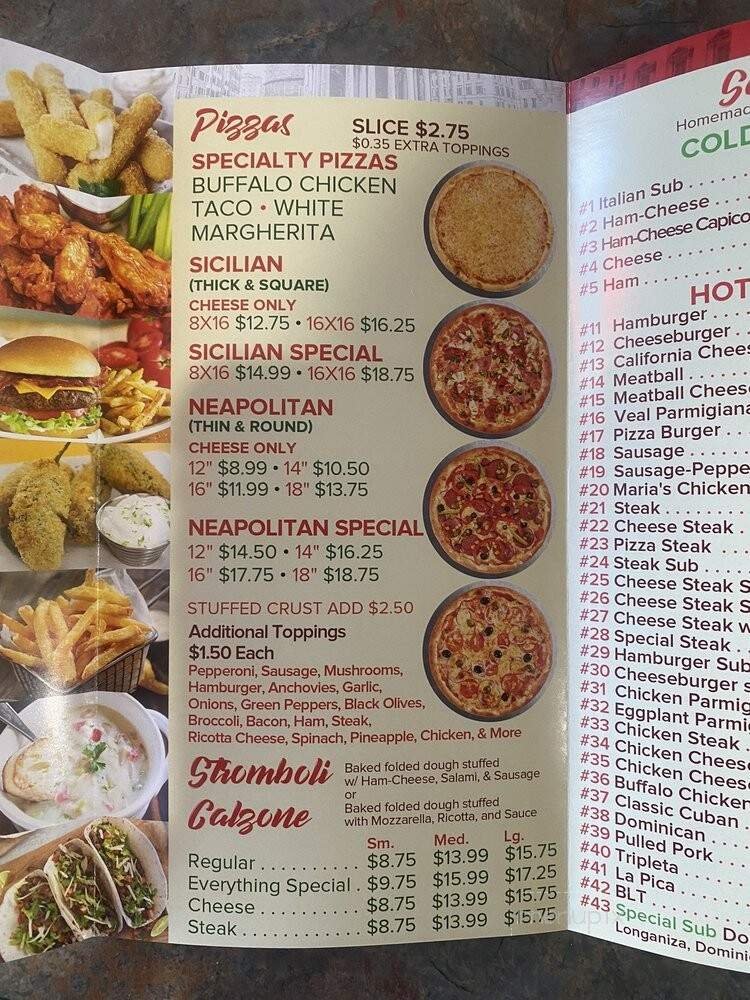 Pizzas
SLICE $2.75
$0.35 EXTRA TOPPINGS
SPECIALTY PIZZAS
BUFFALO CHICKEN
TACO • WHITE
MARGHERITA
SICILIAN
(THICK & SQUARE)
CHEESE ONLY
8X16 $12.75 • 16X16 $16.25
SICILIAN SPECIAL
8X16 $14.99 • 16X16 $18.75
NEAPOLITAN
(THIN & ROUND)
CHEESE ONLY
12" $8.99 • 14" $10.50
16" $11.99 • 18" $13.75
NEAPOLITAN SPECIAL
12" $14.50 • 14" $16.25
16" $17.75 • 18" $18.75
STUFFED CRUST ADD $2.50
Additional Toppings
$1.50 Each
Pepperoni, Sausage, Mushrooms,
Hamburger, Anchovies, Garlic,
Onions, Green Peppers, Black Olives,
Broccoli, Bacon, Ham, Steak,
Ricotta Cheese, Spinach, Pineapple, Chicken, & More
Stromboli
Baked folded dough stuffed
w/ Ham-Cheese, Salami, & Sausage
or
Calzone
Baked folded dough stuffed
with Mozzarella, Ricotta, and Sauce
Sm. Med. Lg.
Regular . . . . . . . . . . $8.75 $13.99 $15.75
Everything Special . $9.75 $15.99 $17.25
Cheese . . . . . . . . . . $8.75 $13.99 $15.75
Steak . . . . . . . . . . . . $8.75 $13.99
Homemad
COLD
#1 Italian Sub . . . . . .
#2 Ham-Cheese . . . .
#3 Ham-Cheese Capico
#4 Cheese . . . . . . .
#5 Ham . . . . . . . .
HOT
#11 Hamburger . . . .
#12 Cheeseburger . .
#13 California Chees
#14 Meatball . . . . . .
#15 Meatball Chees
#16 Veal Parmigiana
#17 Pizza Burger . . .
#18 Sausage . . . . . .
#19 Sausage-Peppe
#20 Maria's Chicken
#21 Steak . . . . . . . .
#22 Cheese Steak .
#23 Pizza Steak . .
#24 Steak Sub . . . .
#25 Cheese Steak S
#26 Cheese Steak S
#27 Cheese Steak w
#28 Special Steak . .
#29 Hamburger Sub
#30 Cheeseburger s
#31 Chicken Parmig
#32 Eggplant Parmi
#33 Chicken Steak .
#34 Chicken Cheese
#35 Chicken Cheese
#36 Buffalo Chicken
#37 Classic Cuban
#38 Dominican . . .
#39 Pulled Pork . .
#40 Tripleta . . . .
#41 La Pica . . . .
#42 BLT . . . . . .
#43 Special Sub Do
Longaniza, Domini